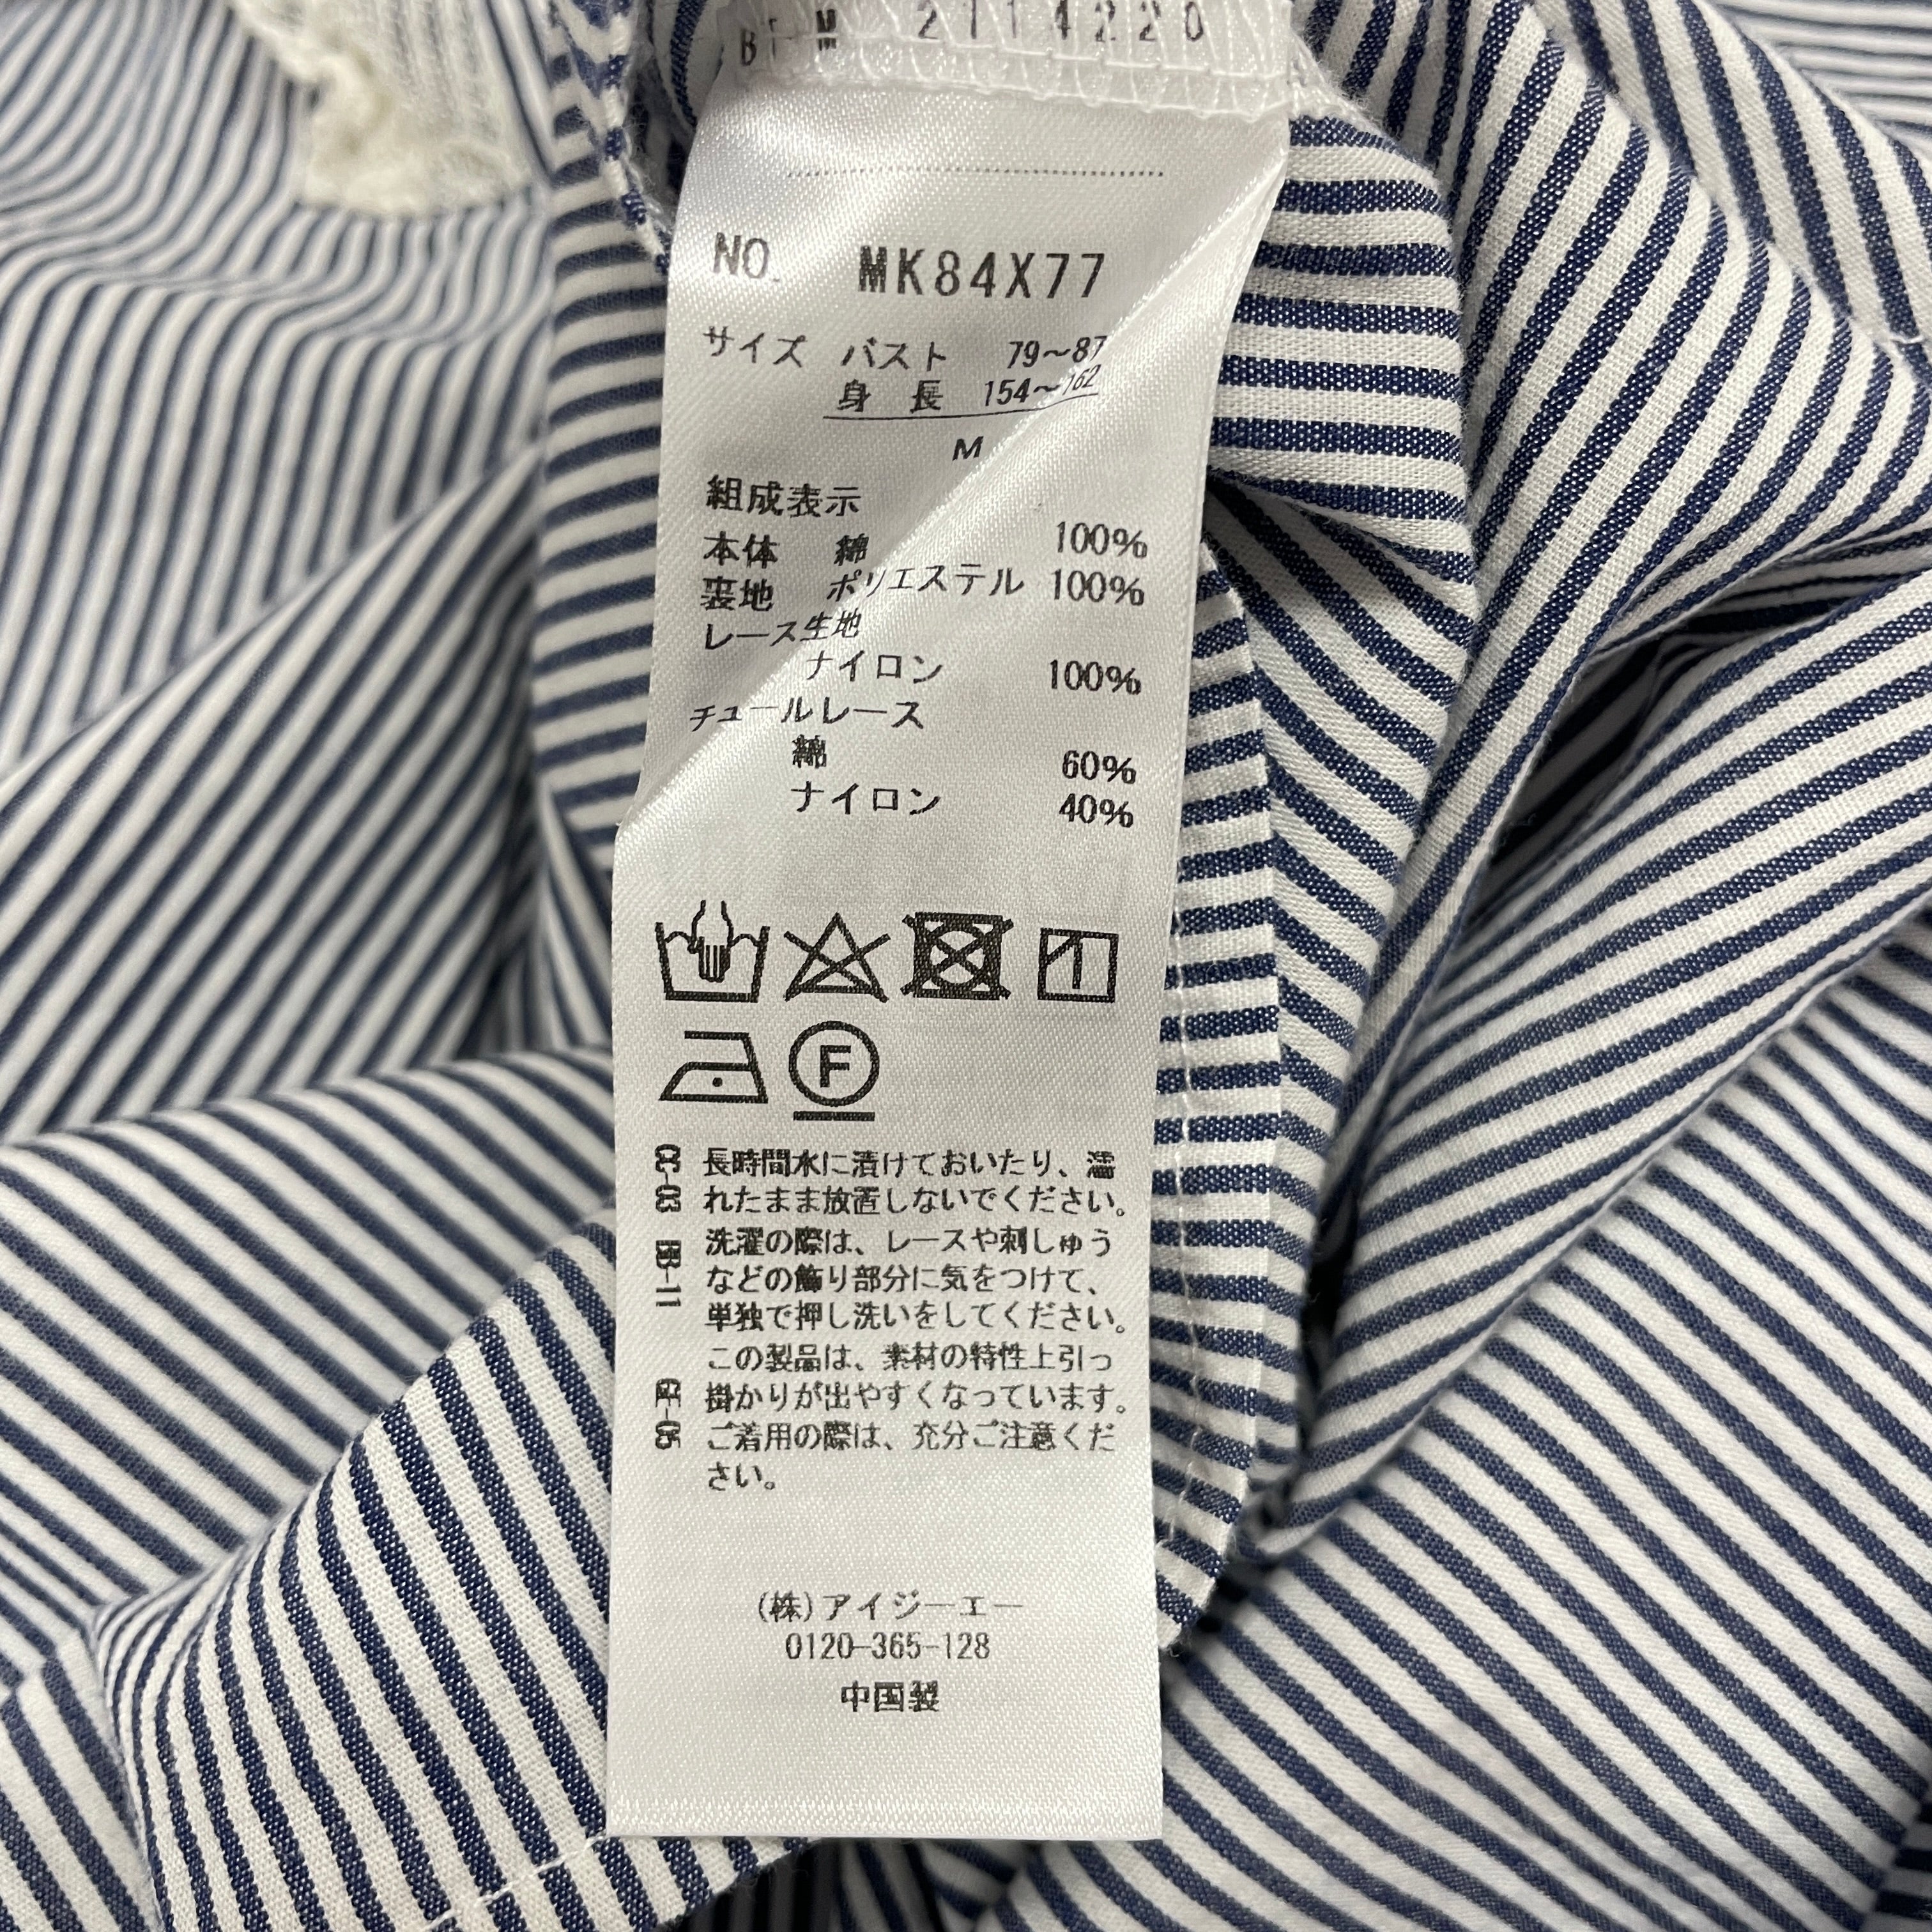 BT M 2114220
NO. MK84X77
サイズ バスト 79~87
身 長 154~162
M
組成表示
本体 綿 100%
裏地 ポリエステル 100%
レース生地
ナイロン 100%
チュールレース
綿 60%
ナイロン 40%
F
CC-03 長時間水に漬けておいたり、濡
れたまま放置しないでください。
BB-11 洗濯の際は、レースや刺しゅう
などの飾り部分に気をつけて、
単独で押し洗いをしてください。
この製品は、素材の特性上引っ
掛かりが出やすくなっています。
ご着用の際は、充分ご注意くだ
さい。
(株)アイジーエー
0120-365-128
中国製